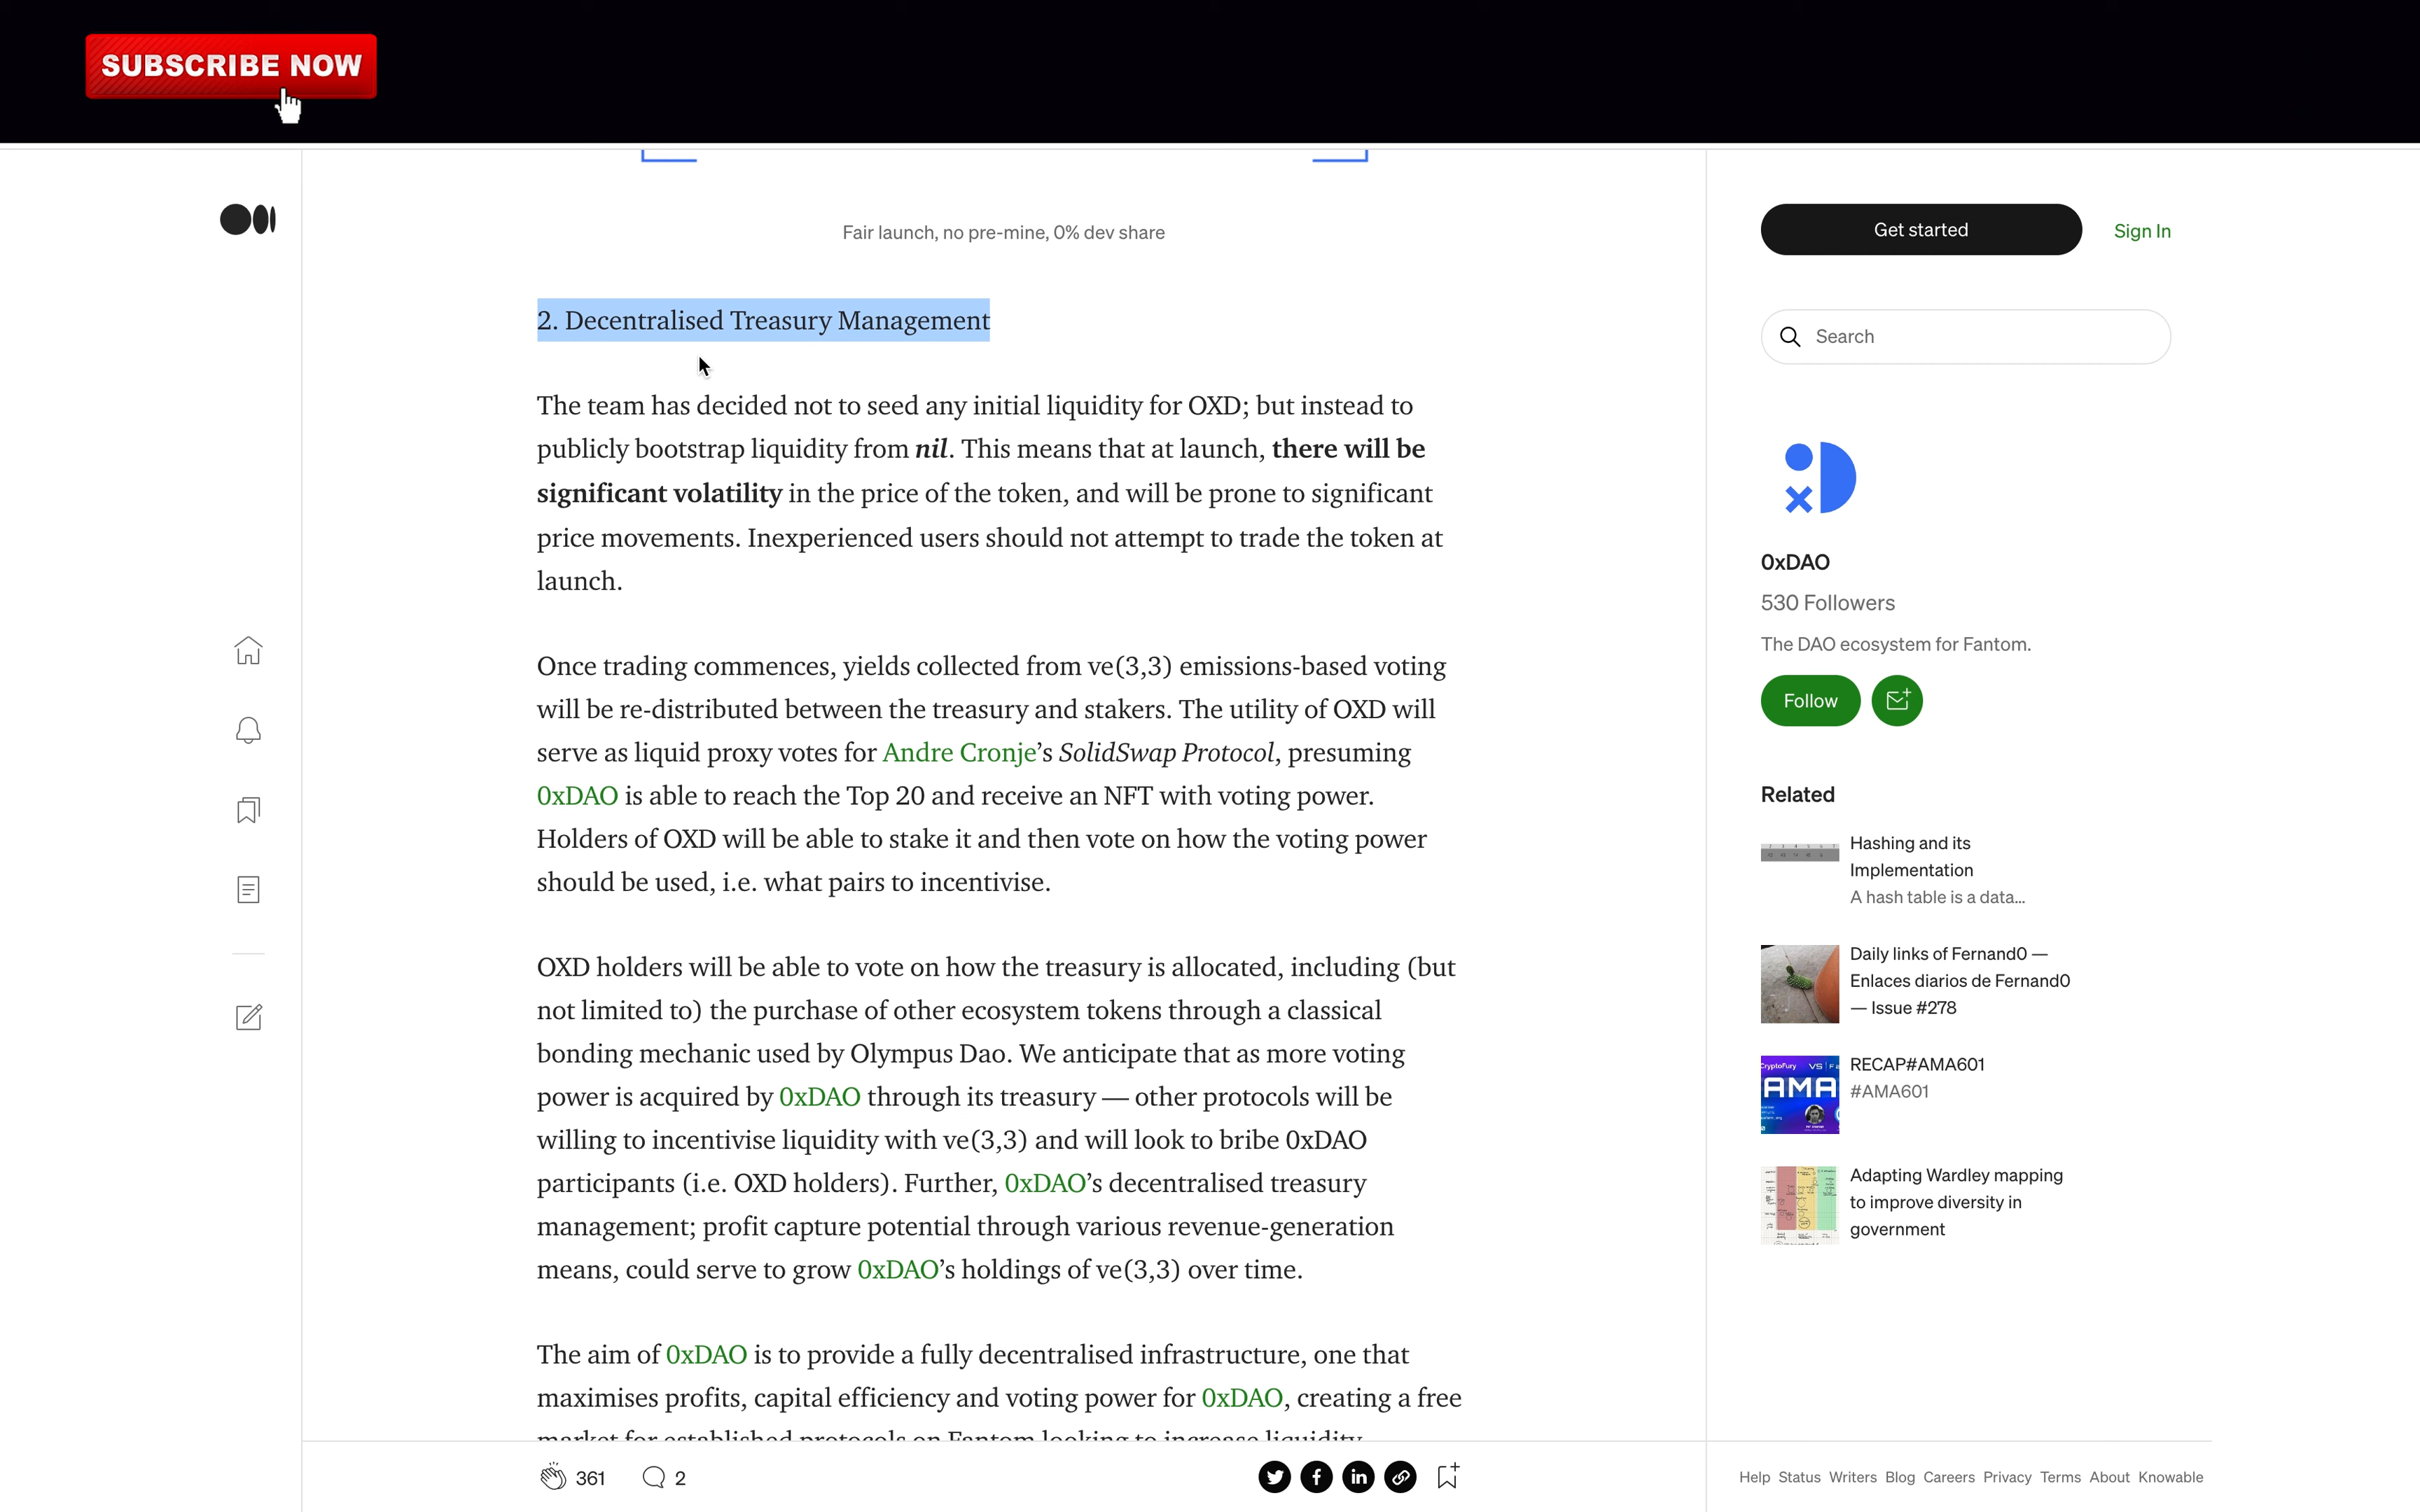 SUBSCRIBE NOW
Fair launch, no pre-mine, 0% dev share
2. Decentralised Treasury Management
The team has decided not to seed any initial liquidity for OXD; but instead to
publicly bootstrap liquidity from nil. This means that at launch, there will be
significant volatility in the price of the token, and will be prone to significant
price movements. Inexperienced users should not attempt to trade the token at
launch.
Once trading commences, yields collected from ve(3,3) emissions-based voting
will be re-distributed between the treasury and stakers. The utility of OXD will
serve as liquid proxy votes for Andre Cronje’s SolidSwap Protocol, presuming
0xDAO is able to reach the Top 20 and receive an NFT with voting power.
Holders of OXD will be able to stake it and then vote on how the voting power
should be used, i.e. what pairs to incentivise.
OXD holders will be able to vote on how the treasury is allocated, including (but
not limited to) the purchase of other ecosystem tokens through a classical
bonding mechanic used by Olympus Dao. We anticipate that as more voting
power is acquired by 0xDAO through its treasury — other protocols will be
willing to incentivise liquidity with ve(3,3) and will look to bribe 0xDAO
participants (i.e. OXD holders). Further, 0xDAO’s decentralised treasury
management; profit capture potential through various revenue-generation
means, could serve to grow 0xDAO’s holdings of ve(3,3) over time.
The aim of 0xDAO is to provide a fully decentralised infrastructure, one that
maximises profits, capital efficiency and voting power for 0xDAO, creating a free
market for established protocols on Fantom looking to increase liquidity
361
2
Get started
Sign In
Search
0xDAO
530 Followers
The DAO ecosystem for Fantom.
Follow
Related
Hashing and its
Implementation
A hash table is a data...
Daily links of Fernand0 —
Enlaces diarios de Fernand0
— Issue #278
CryptoFury VS
AMA
RECAP#AMA601
#AMA601
Adapting Wardley mapping
to improve diversity in
government
Help Status Writers Blog Careers Privacy Terms About Knowable